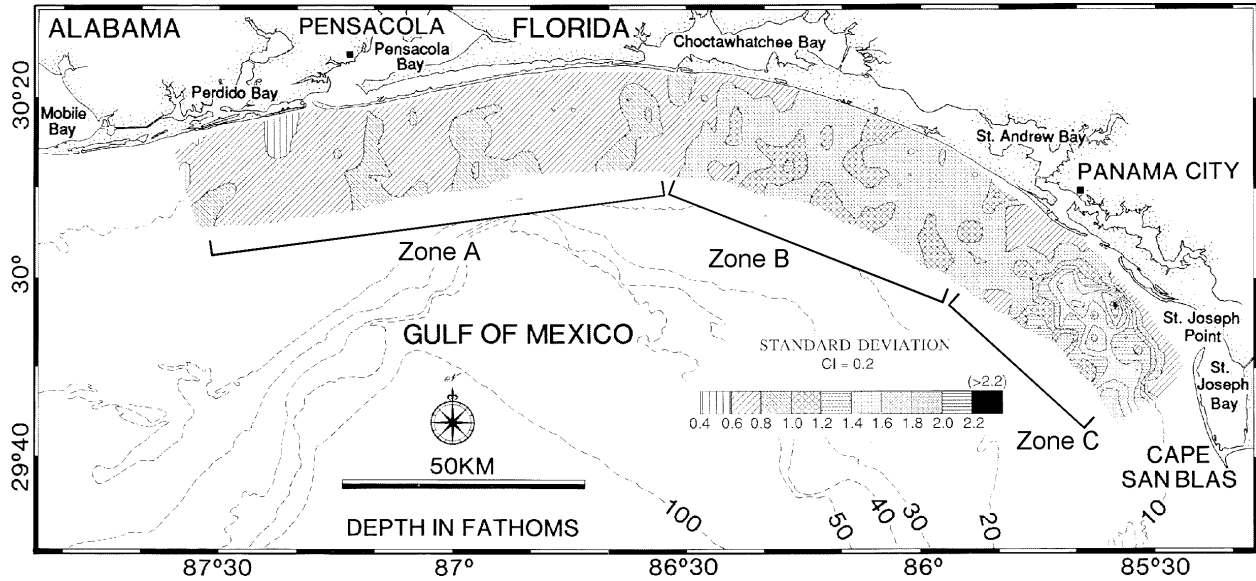 ALABAMA
PENSACOLA
FLORIDA
Choctawhatchee Bay
Pensacola
Bay
Perdido Bay
Mobile
Bay
St. Andrew Bay
PANAMA CITY
30°20
30°
29°40
Zone A
Zone B
Zone C
GULF OF MEXICO
STANDARD DEVIATION
CI = 0.2
(>2.2)
0.4 0.6 0.8 1.0 1.2 1.4 1.6 1.8 2.0 2.2
St. Joseph
Point
St.
Joseph
Bay
CAPE
SAN BLAS
50KM
DEPTH IN FATHOMS
100
50
40
30
20
10
87°30
87°
86°30
86°
85°30